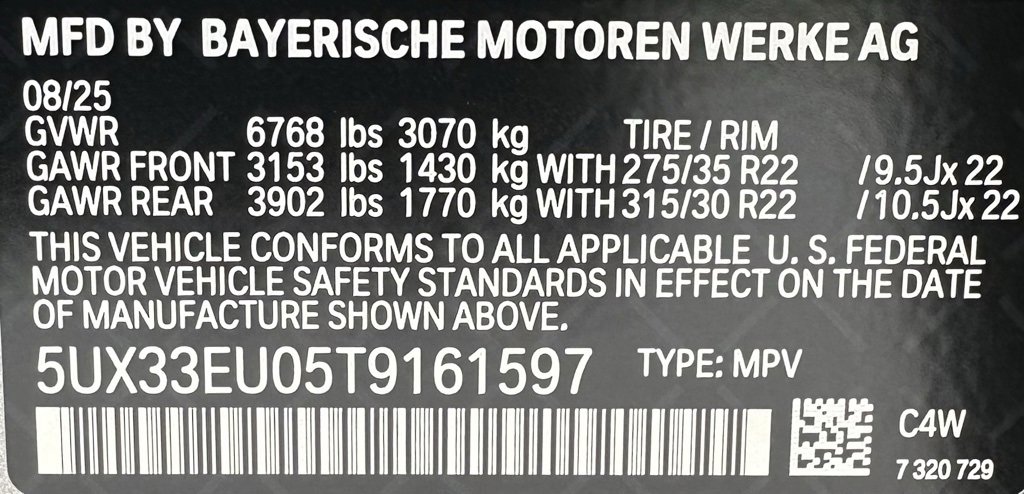 MFD BY BAYERISCHE MOTOREN WERKE AG
08/25
GVWR 6768 lbs 3070 kg TIRE / RIM
GAWR FRONT 3153 lbs 1430 kg WITH 275/35 R22 /9.5Jx 22
GAWR REAR 3902 lbs 1770 kg WITH 315/30 R22 /10.5Jx 22
THIS VEHICLE CONFORMS TO ALL APPLICABLE U. S. FEDERAL
MOTOR VEHICLE SAFETY STANDARDS IN EFFECT ON THE DATE
OF MANUFACTURE SHOWN ABOVE.
5UX33EU05T9161597 TYPE: MPV
C4W
7 320 729